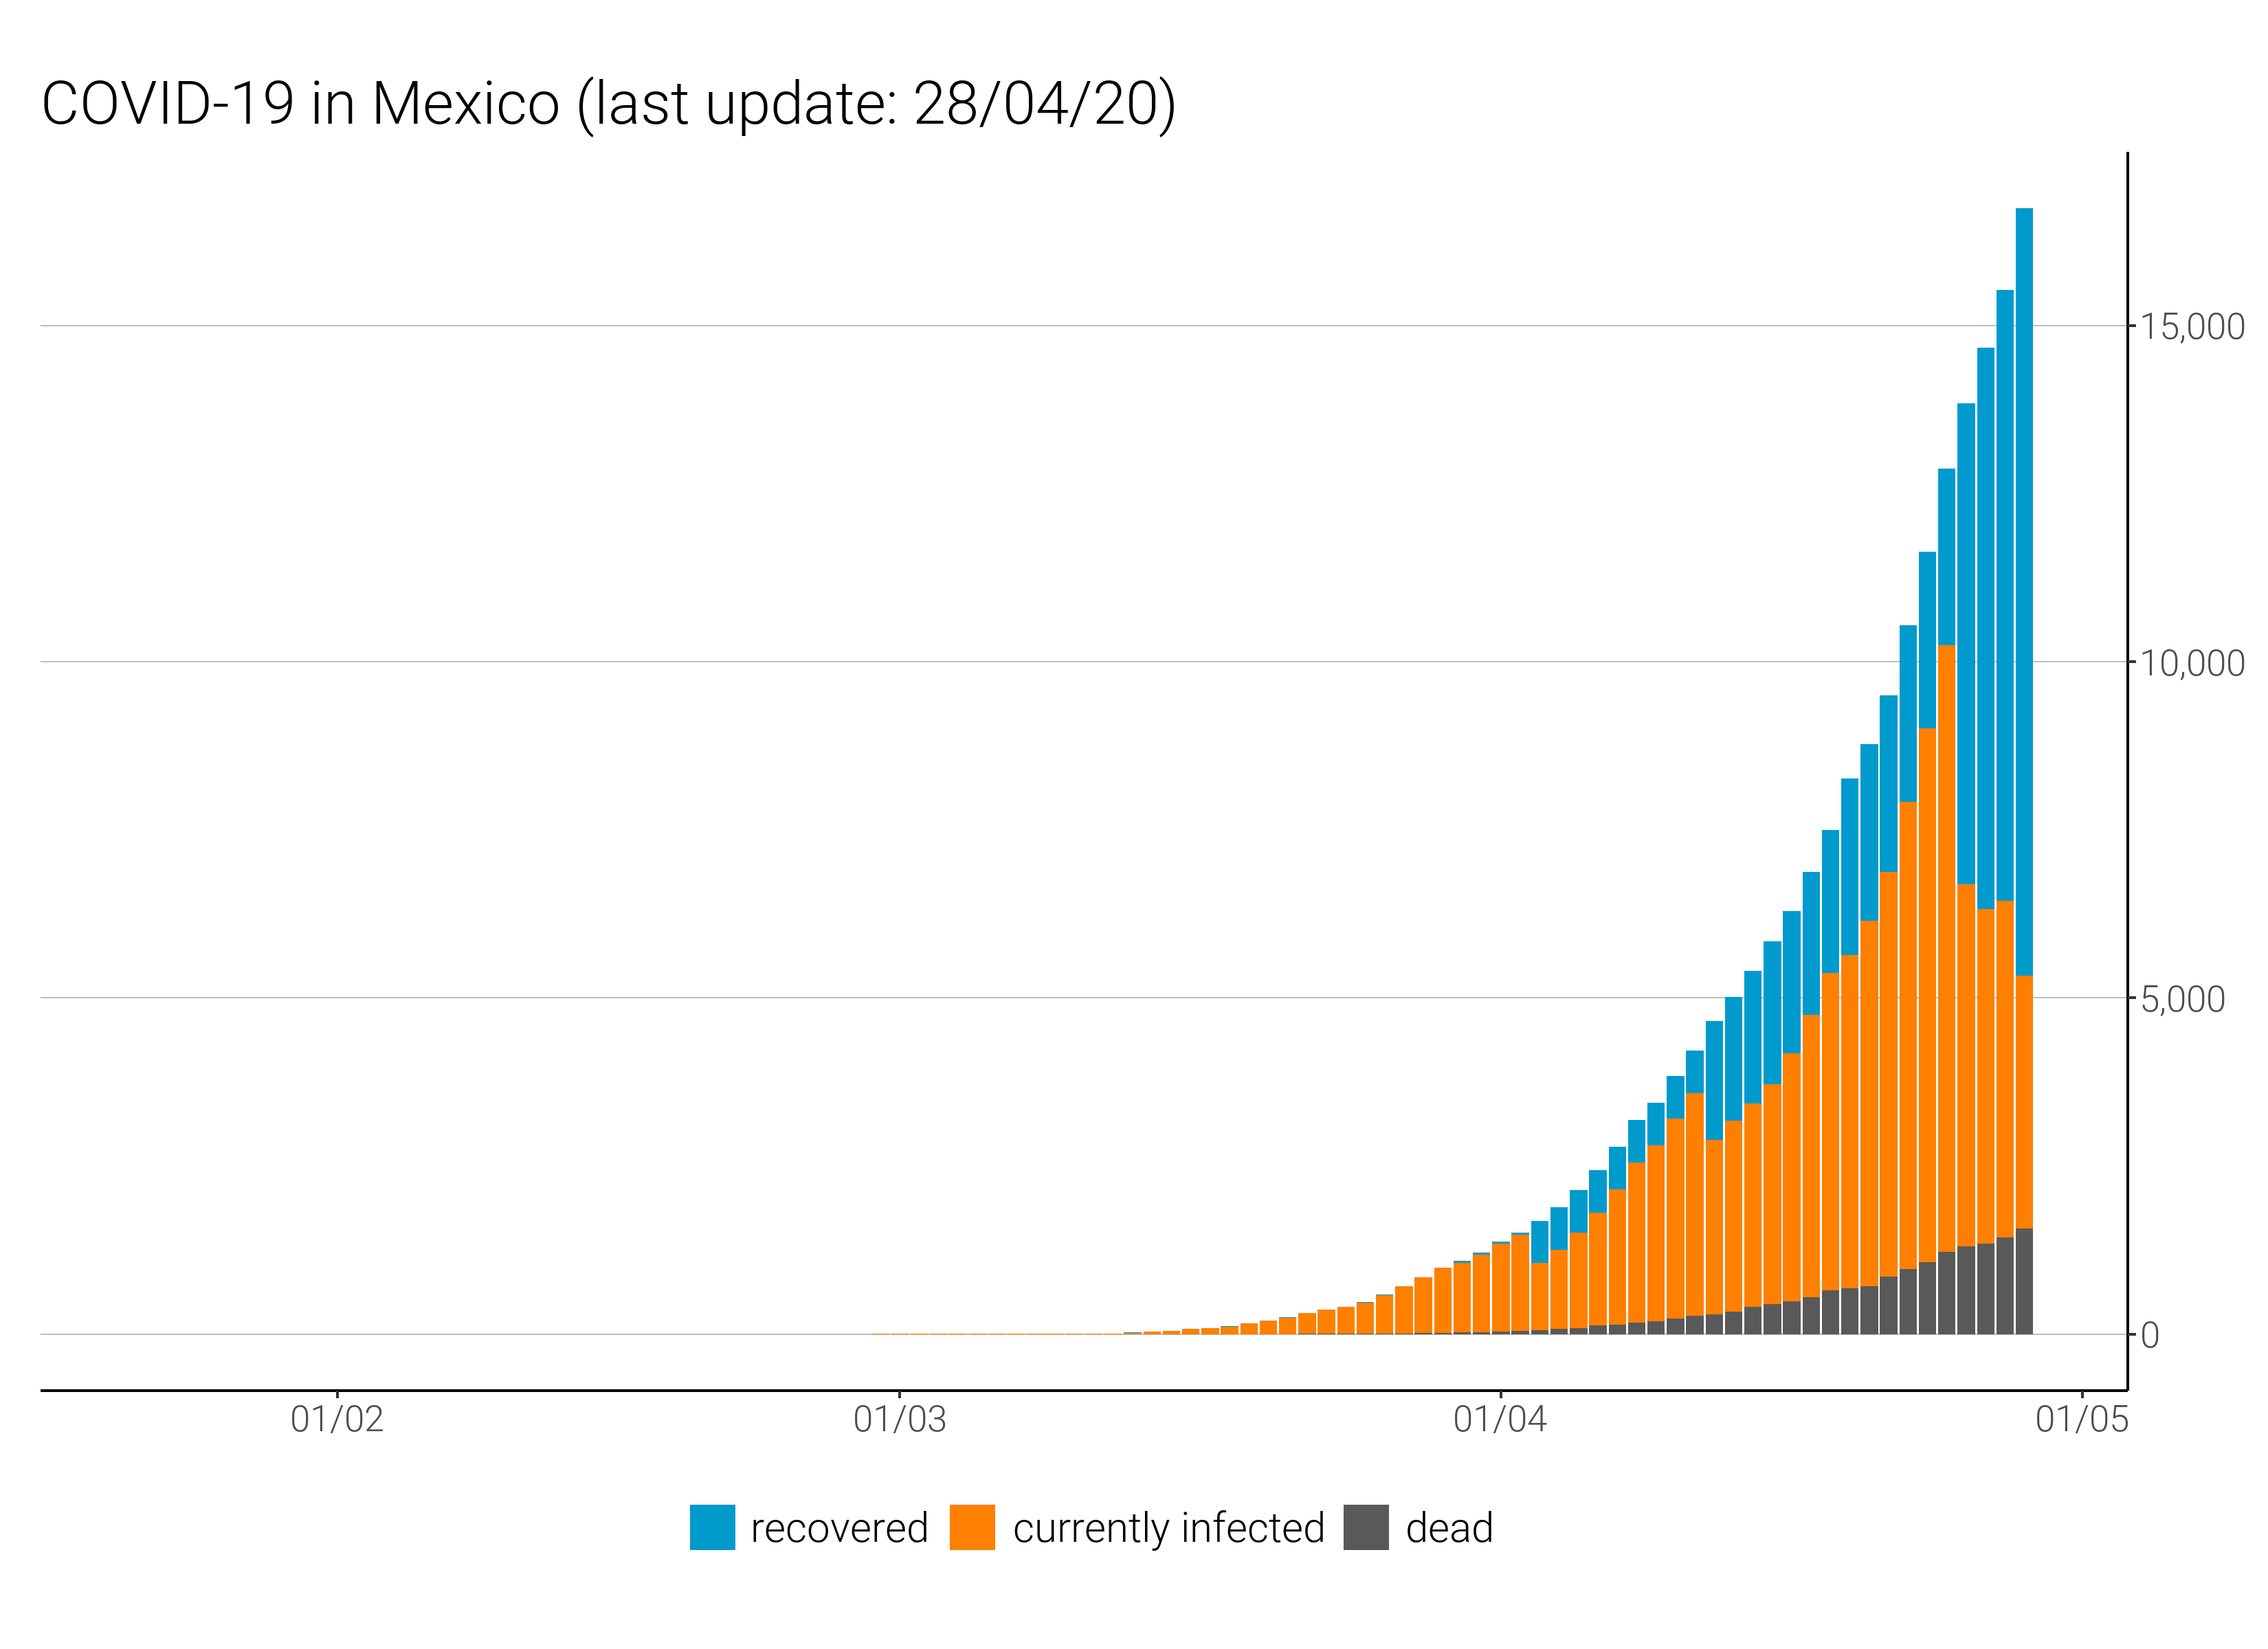 COVID-19 in Mexico (last update: 28/04/20)
15,000
10,000
5,000
0
01/02 01/03 01/04 01/05
recovered currently infected dead